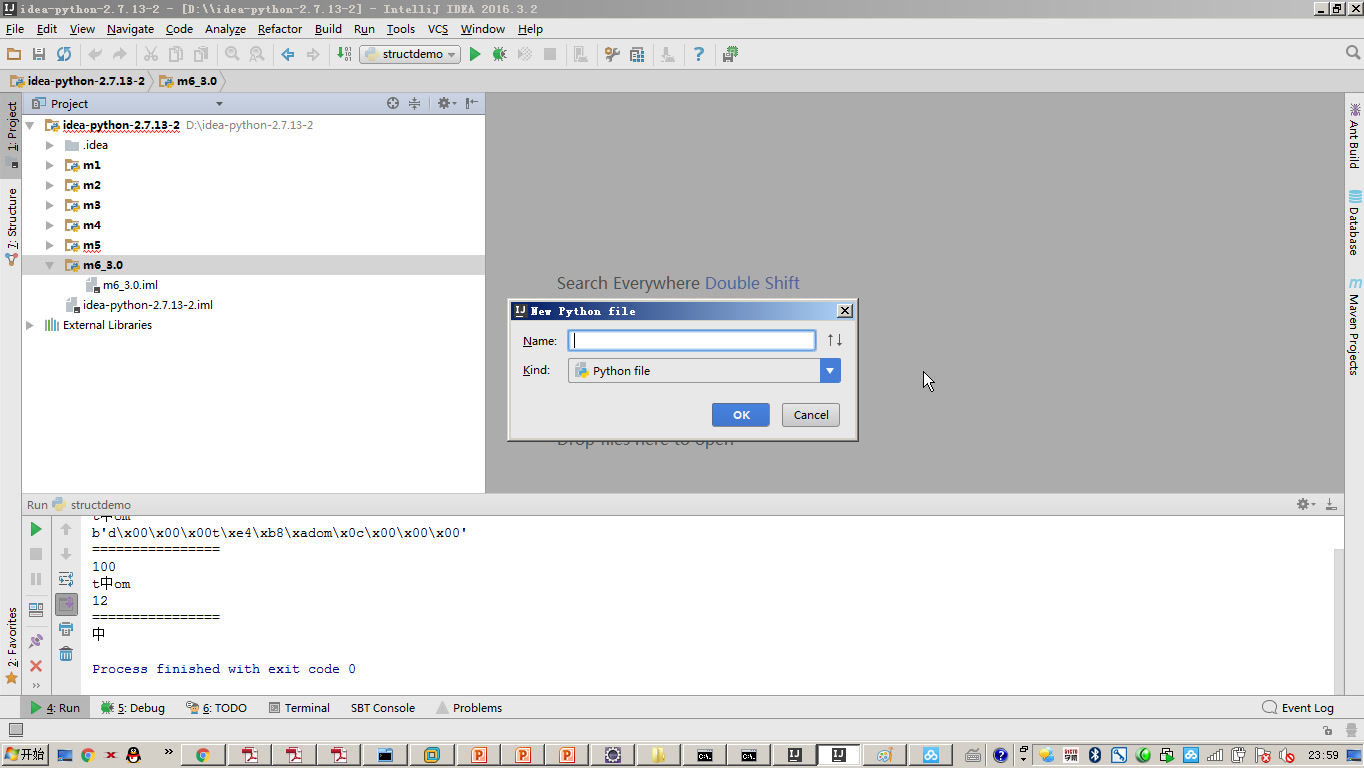 idea-python-2.7.13-2 - [D:\\idea-python-2.7.13-2] - IntelliJ IDEA 2016.3.2
File Edit View Navigate Code Analyze Refactor Build Run Tools VCS Window Help
structdemo
idea-python-2.7.13-2 m6_3.0
Project
1: Project
7: Structure
2: Favorites
idea-python-2.7.13-2 D:\idea-python-2.7.13-2
.idea
m1
m2
m3
m4
m5
m6_3.0
m6_3.0.iml
idea-python-2.7.13-2.iml
External Libraries
Search Everywhere Double Shift
Drop files here to open
New Python file
Name:
Kind: Python file
OK Cancel
Ant Build
Database
Maven Projects
Run structdemo
t中om
b'd\x00\x00\x00t\xe4\xb8\xadom\x0c\x00\x00\x00'
================
100
t中om
12
================
中
Process finished with exit code 0
4: Run 5: Debug 6: TODO Terminal SBT Console Problems Event Log
开始 23:59